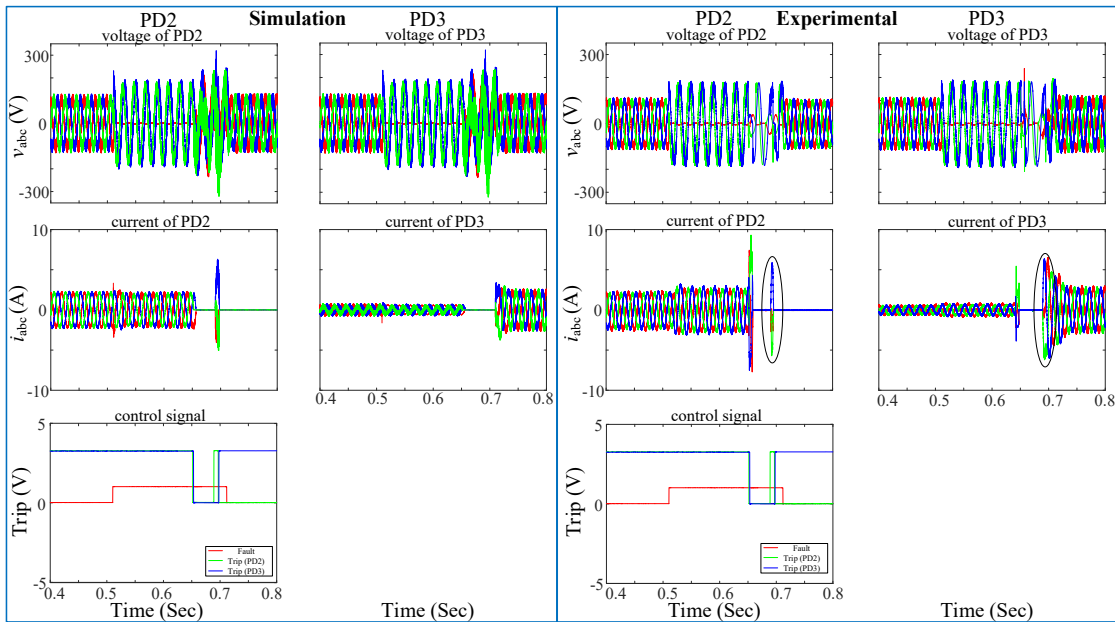 PD2 Simulation PD3
voltage of PD2 voltage of PD3
300
0
-300
v_abc (V)
current of PD2 current of PD3
10
0
-10
i_abc (A)
0.4 0.5 0.6 0.7 0.8
control signal
5
0
-5
Trip (V)
Fault
Trip (PD2)
Trip (PD3)
0.4 0.5 0.6 0.7 0.8
Time (Sec) Time (Sec)
PD2 Experimental PD3
voltage of PD2 voltage of PD3
300
0
-300
v_abc (V)
current of PD2 current of PD3
10
0
-10
i_abc (A)
0.4 0.5 0.6 0.7 0.8
control signal
5
0
-5
Trip (V)
Fault
Trip (PD2)
Trip (PD3)
0.4 0.5 0.6 0.7 0.8
Time (Sec) Time (Sec)